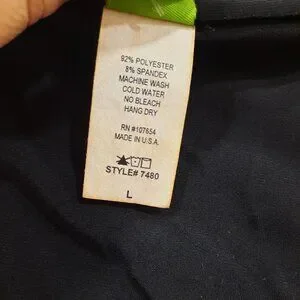 92% POLYESTER
8% SPANDEX
MACHINE WASH
COLD WATER
NO BLEACH
HANG DRY
RN #107654
MADE IN U.S.A.
STYLE# 7480
L